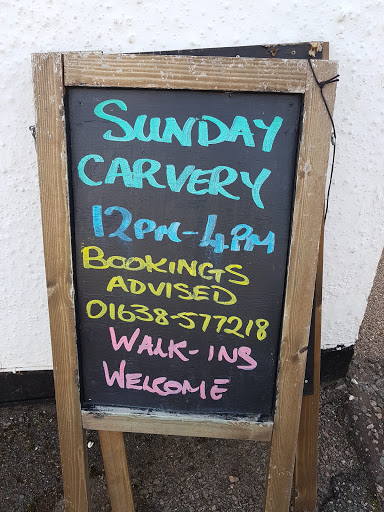 SUNDAY
CARVERY
12PM-4PM
BOOKINGS
ADVISED
01638-577218
WALK-INS
WELCOME